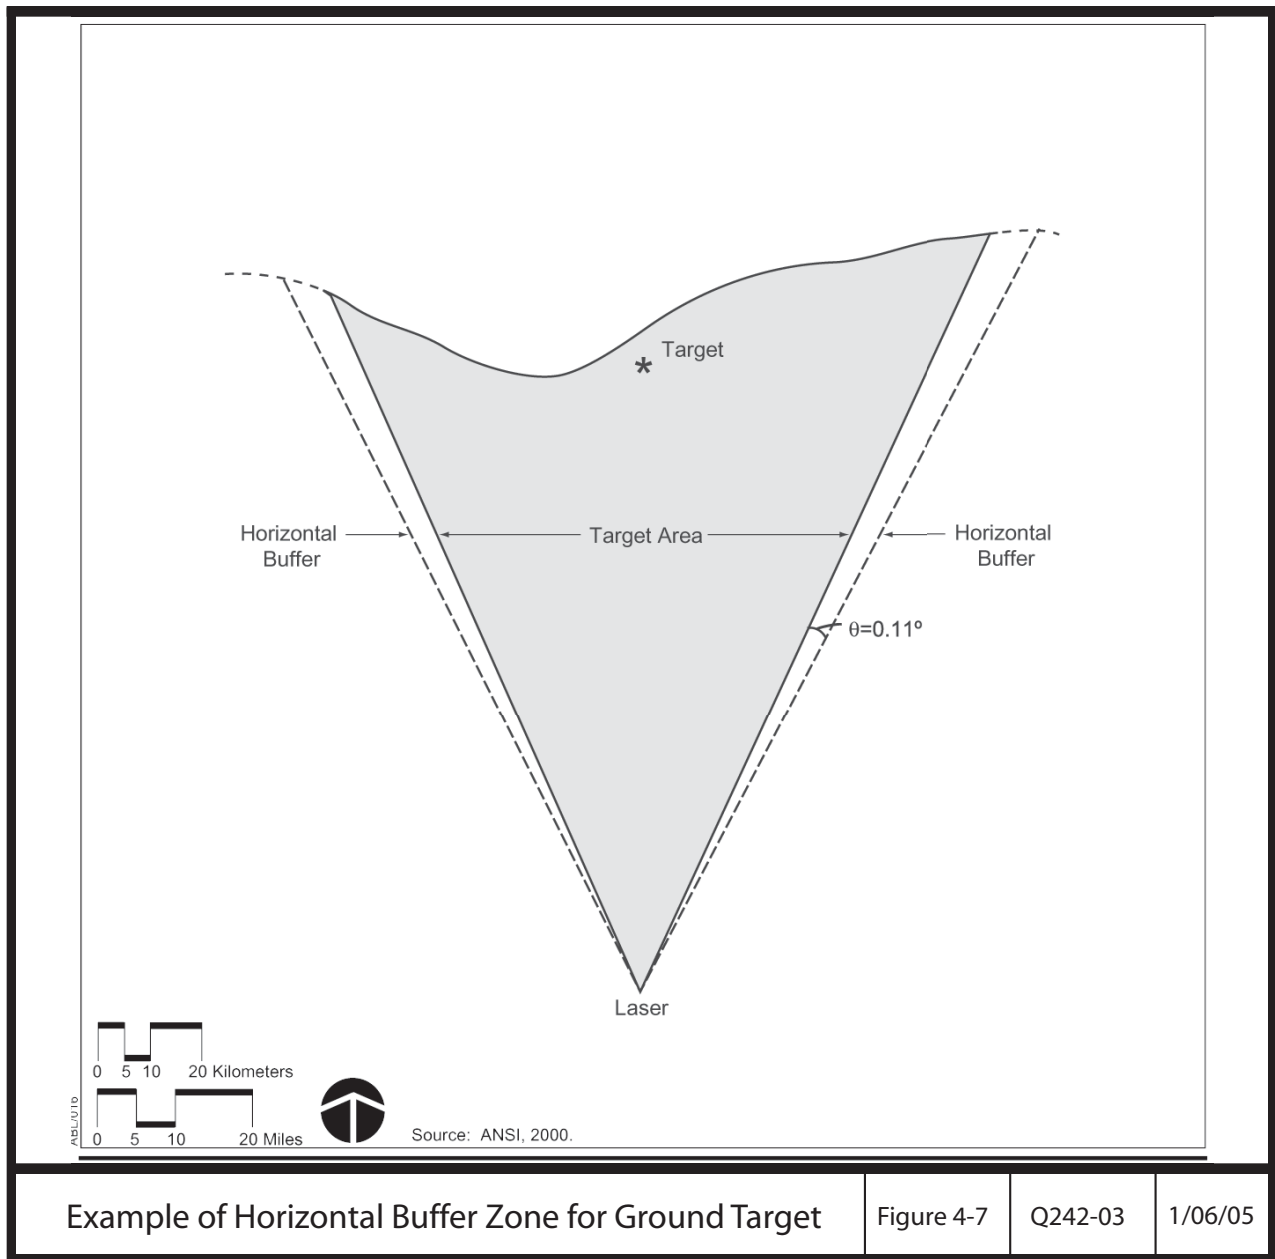 Target
*
Horizontal
Buffer
Target Area
Horizontal
Buffer
θ=0.11º
Laser
0 5 10 20 Kilometers
0 5 10 20 Miles
ABL/016
Source: ANSI, 2000.
Example of Horizontal Buffer Zone for Ground Target
Figure 4-7
Q242-03
1/06/05